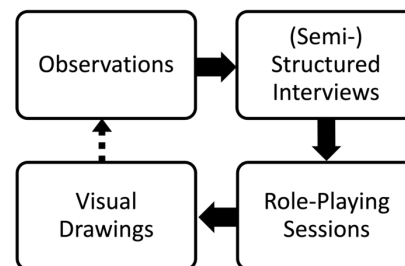 Observations
(Semi-)
Structured
Interviews
Visual
Drawings
Role-Playing
Sessions